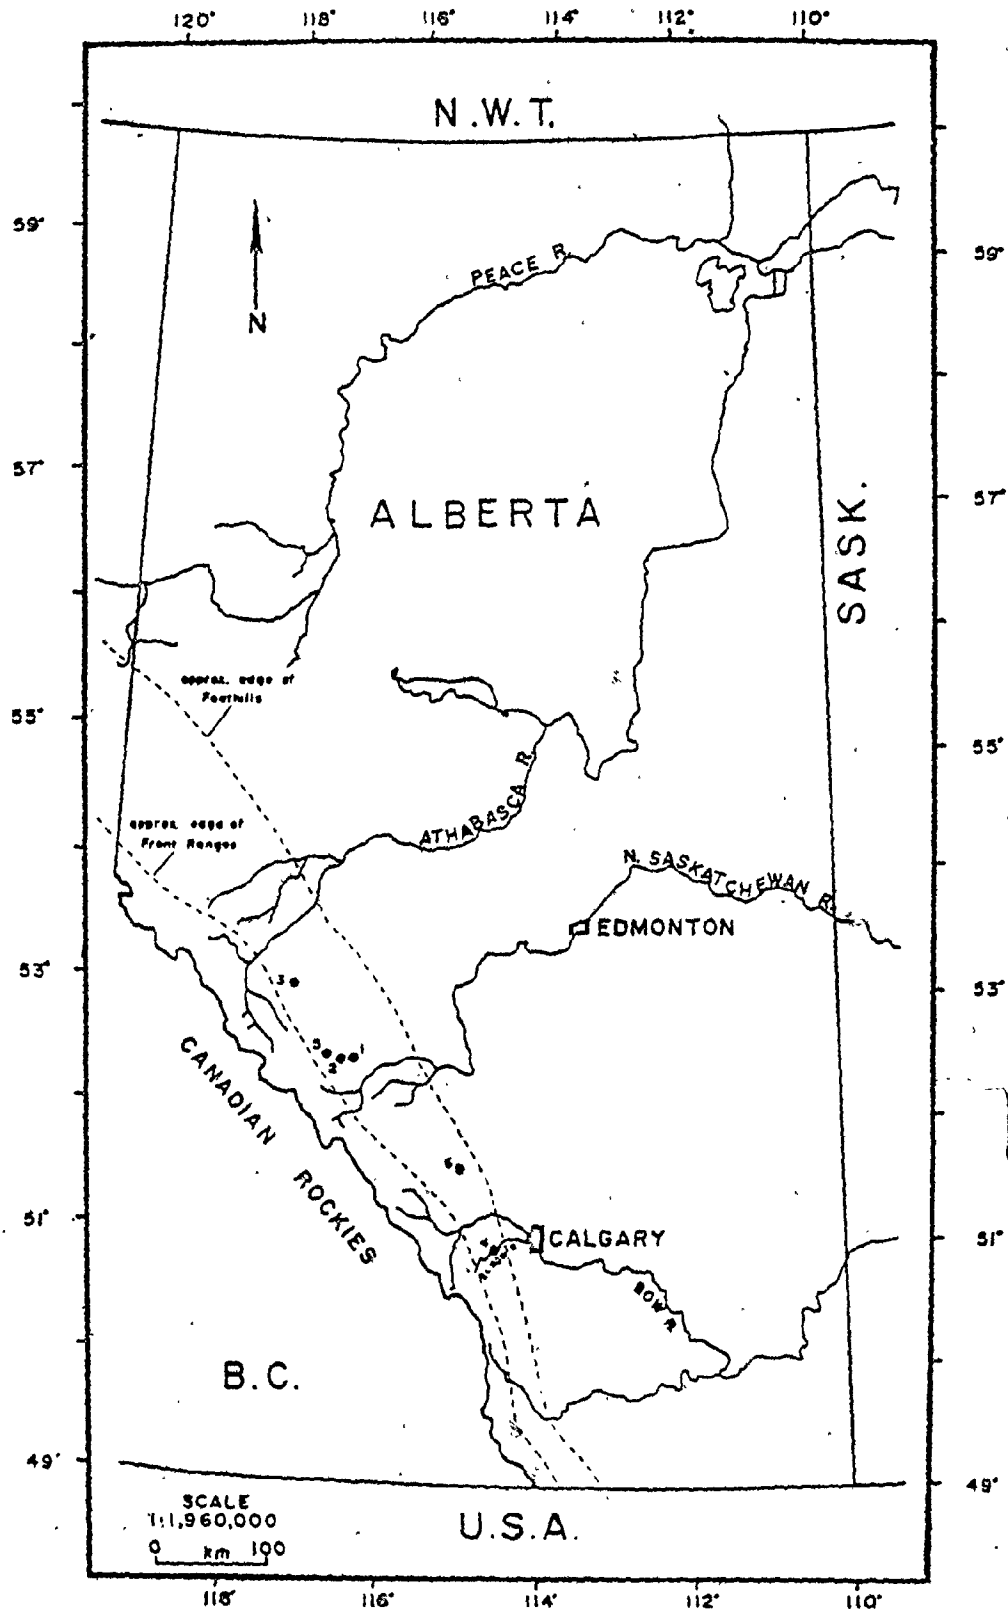 120° 118° 116° 114° 112° 110°
N.W.T.
59°
59°
N
PEACE R.
57°
57°
ALBERTA
SASK.
approx. edge of
Foothills
55°
55°
ATHABASCA R.
approx. edge of
Front Ranges
N. SASKATCHEWAN R.
EDMONTON
53°
53°
3
5
2
1
CANADIAN ROCKIES
6
51°
51°
CALGARY
4
BOW R.
B.C.
49°
49°
SCALE
1:1,960,000
0 km 100
U.S.A.
118° 116° 114° 112° 110°